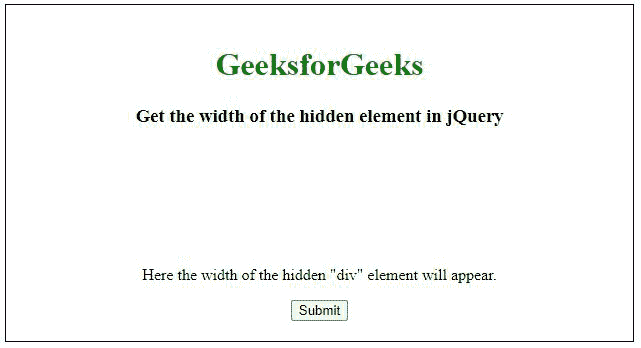 GeeksforGeeks
Get the width of the hidden element in jQuery
Here the width of the hidden "div" element will appear.
Submit